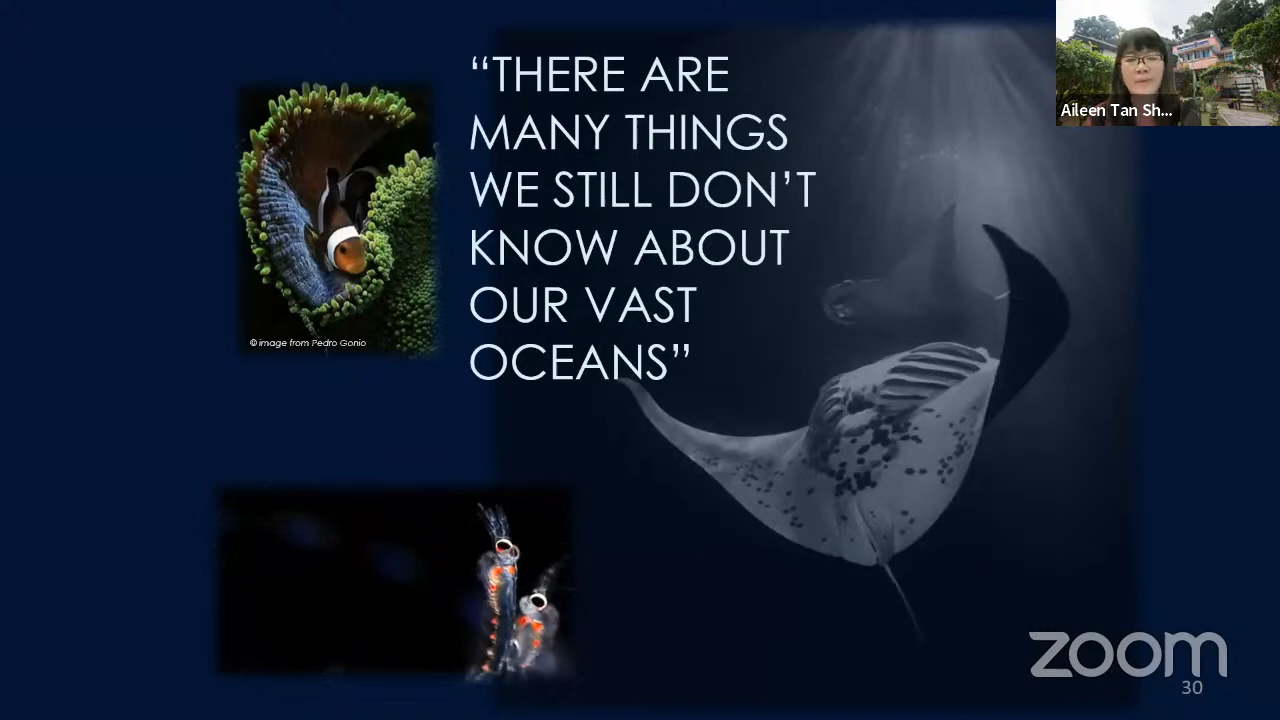 “THERE ARE
MANY THINGS
WE STILL DON’T
KNOW ABOUT
OUR VAST
OCEANS”
© image from Pedro Gonio
Aileen Tan Sh...
zoom
30